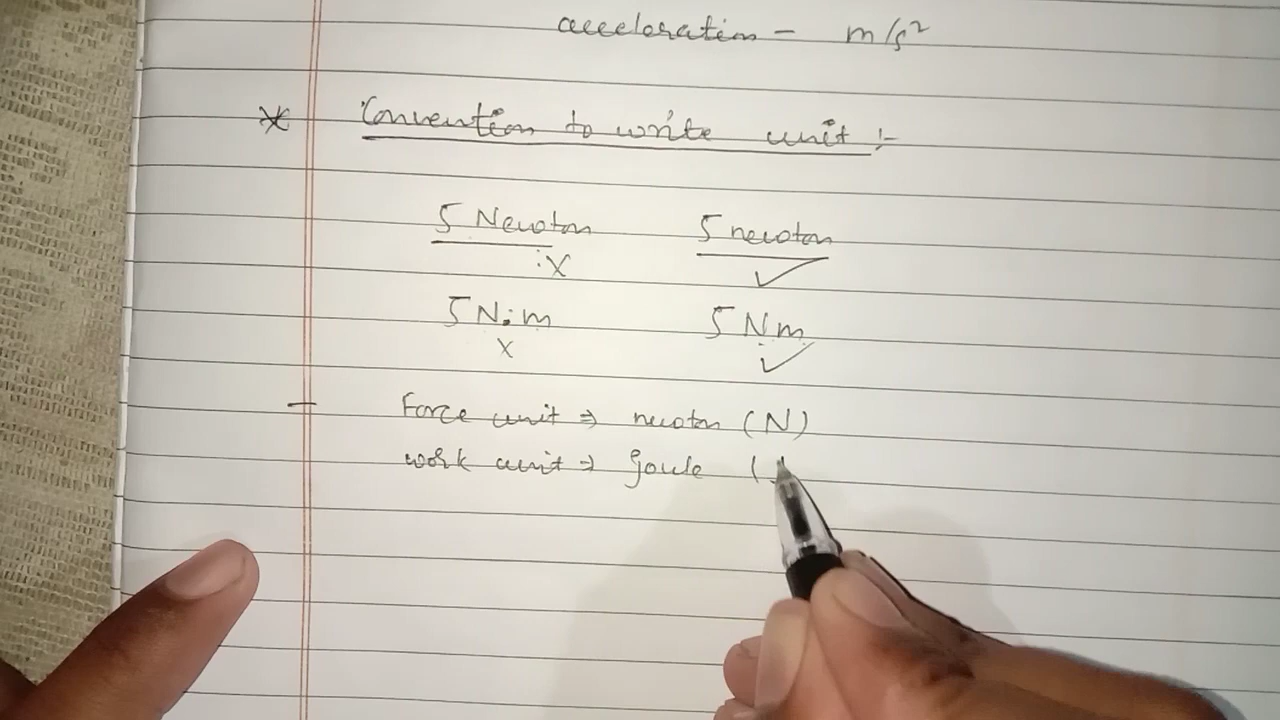 acceleration - m/s²
* Convention to write unit :-
5 Newton 5 newton
X ✓
5 N.m 5 Nm
X ✓
- Force unit ⇒ newton (N)
work unit ⇒ joule (J